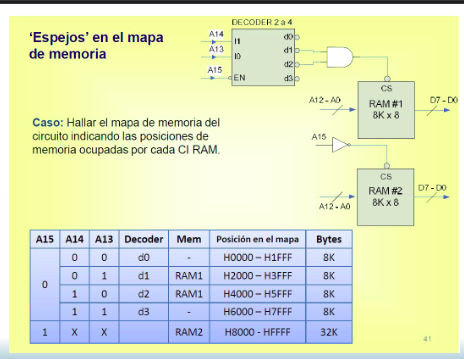 ‘Espejos’ en el mapa
de memoria
DECODER 2 a 4
A14
I1
d0
A13
I0
d1
d2
A15
EN
d3
CS
A12 - A0
RAM #1
8K x 8
D7 - D0
Caso: Hallar el mapa de memoria del
circuito indicando las posiciones de
memoria ocupadas por cada CI RAM.
A15
CS
RAM #2
8K x 8
D7 - D0
A12 - A0
A15 A14 A13 Decoder Mem Posición en el mapa Bytes
0 0 0 d0 - H0000 – H1FFF 8K
0 1 d1 RAM1 H2000 – H3FFF 8K
1 0 d2 RAM1 H4000 – H5FFF 8K
1 1 d3 - H6000 – H7FFF 8K
1 X X RAM2 H8000 - HFFFF 32K
41